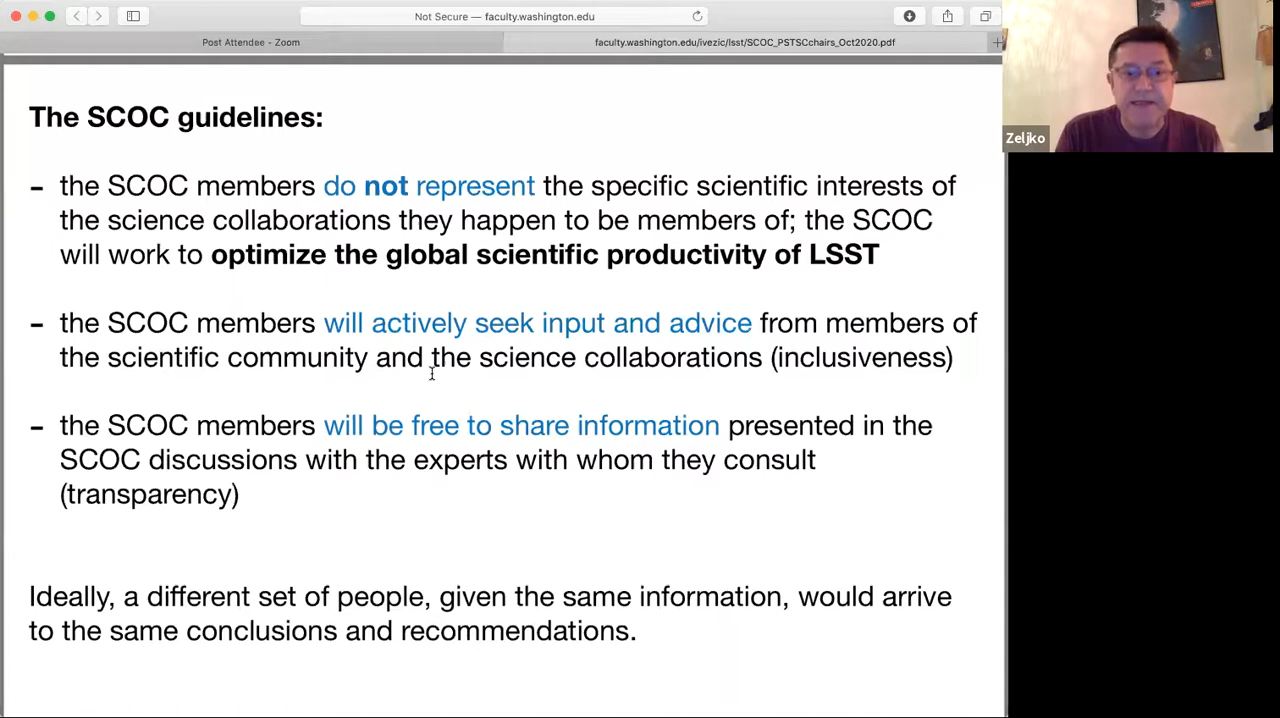 Not Secure — faculty.washington.edu
Post Attendee - Zoom
faculty.washington.edu/ivezic/lsst/SCOC_PSTSCchairs_Oct2020.pdf
Zeljko
The SCOC guidelines:
- the SCOC members do not represent the specific scientific interests of
the science collaborations they happen to be members of; the SCOC
will work to optimize the global scientific productivity of LSST
- the SCOC members will actively seek input and advice from members of
the scientific community and the science collaborations (inclusiveness)
- the SCOC members will be free to share information presented in the
SCOC discussions with the experts with whom they consult
(transparency)
Ideally, a different set of people, given the same information, would arrive
to the same conclusions and recommendations.